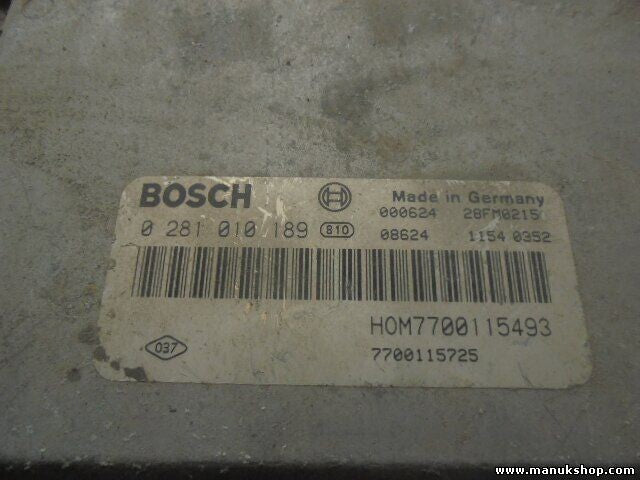 BOSCH Made in Germany
000624 28FM0215
0 281 010 189 810 08624 1154 0352
HOM7700115493
037 7700115725
www.manukshop.com